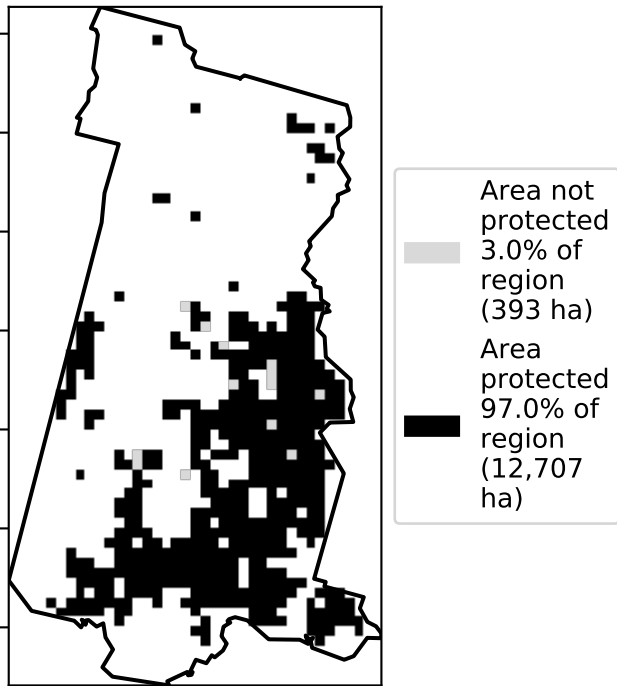 Area not
protected
3.0% of
region
(393 ha)
Area
protected
97.0% of
region
(12,707
ha)